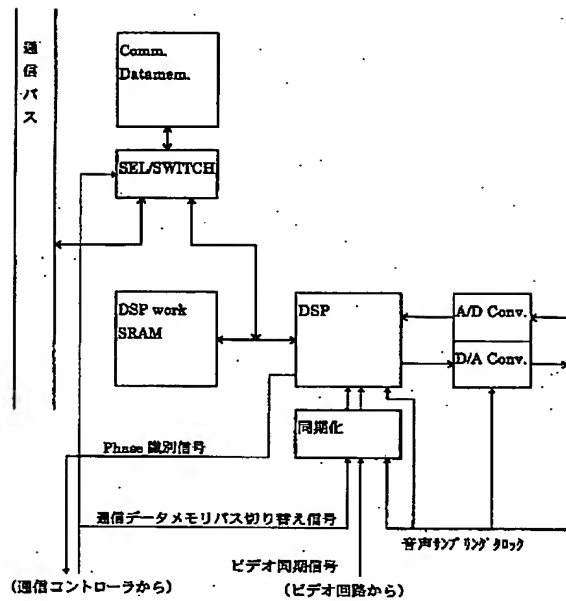 通信バス
Comm.
Datamem.
SEL/SWITCH
DSP work
SRAM
DSP
A/D Conv.
D/A Conv.
同期化
Phase 識別信号
通信データメモリバス切り替え信号
音声サンプリングクロック
ビデオ同期信号
(通信コントローラから)
(ビデオ回路から)